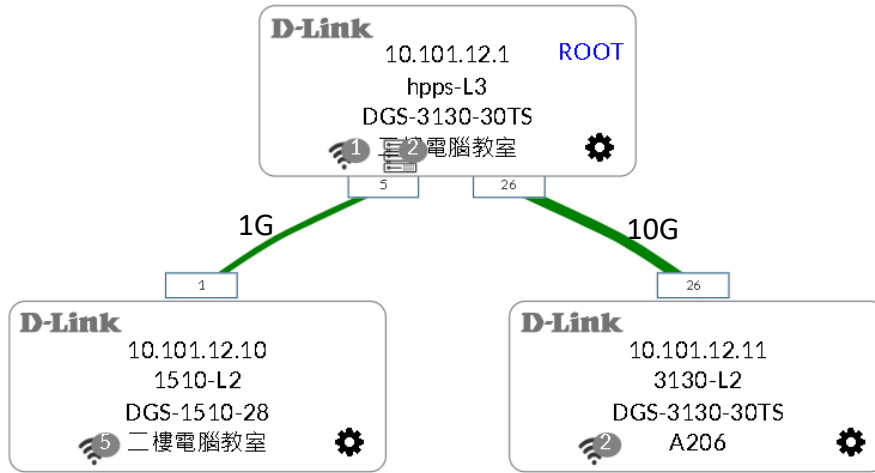 D-Link
10.101.12.1 ROOT
hpps-L3
DGS-3130-30TS
1 2 電腦教室
5 26
1G 10G
1 26
D-Link
10.101.12.10
1510-L2
DGS-1510-28
5 二樓電腦教室
D-Link
10.101.12.11
3130-L2
DGS-3130-30TS
2 A206